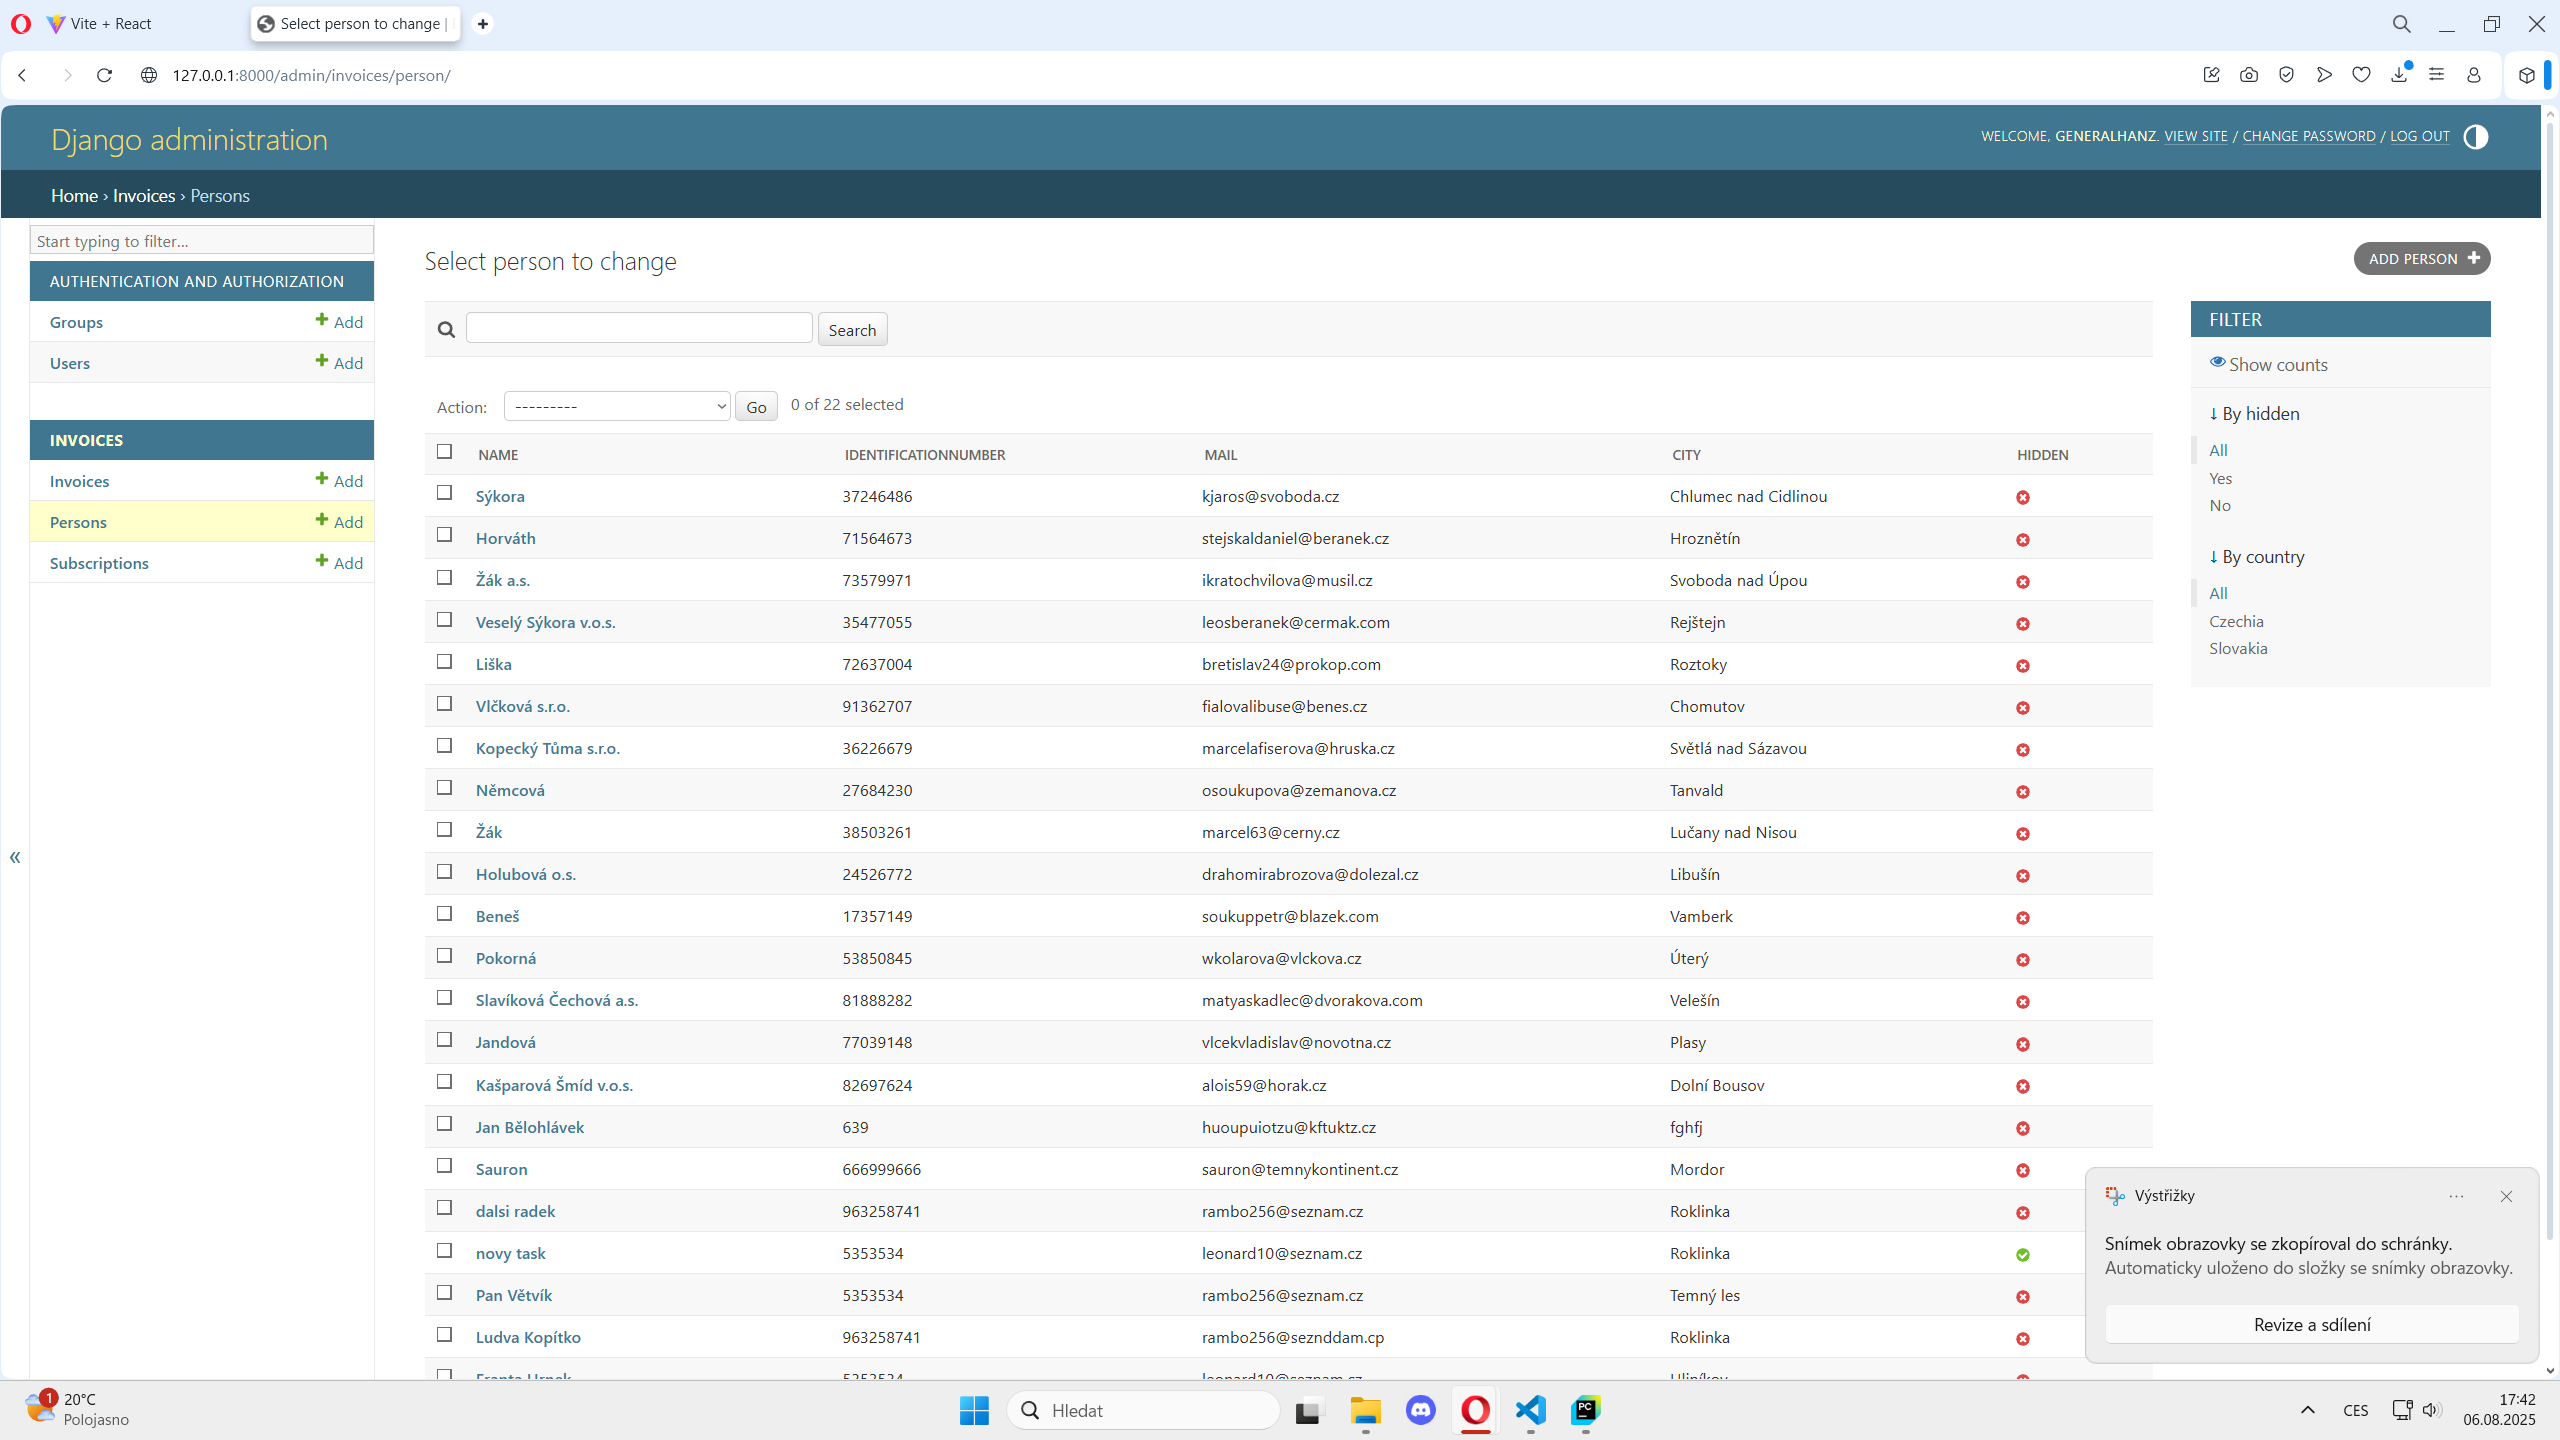 Vite + React
Select person to change |
127.0.0.1:8000/admin/invoices/person/
Django administration
WELCOME, GENERALHANZ. VIEW SITE / CHANGE PASSWORD / LOG OUT
Home › Invoices › Persons
Start typing to filter...
AUTHENTICATION AND AUTHORIZATION
Groups Add
Users Add
INVOICES
Invoices Add
Persons Add
Subscriptions Add
«
Select person to change
ADD PERSON
Search
Action: --------- Go 0 of 22 selected
NAME IDENTIFICATIONNUMBER MAIL CITY HIDDEN
Sýkora 37246486 kjaros@svoboda.cz Chlumec nad Cidlinou
Horváth 71564673 stejskaldaniel@beranek.cz Hroznětín
Žák a.s. 73579971 ikratochvilova@musil.cz Svoboda nad Úpou
Veselý Sýkora v.o.s. 35477055 leosberanek@cermak.com Rejštejn
Liška 72637004 bretislav24@prokop.com Roztoky
Vlčková s.r.o. 91362707 fialovalibuse@benes.cz Chomutov
Kopecký Tůma s.r.o. 36226679 marcelafiserova@hruska.cz Světlá nad Sázavou
Němcová 27684230 osoukupova@zemanova.cz Tanvald
Žák 38503261 marcel63@cerny.cz Lučany nad Nisou
Holubová o.s. 24526772 drahomirabrozova@dolezal.cz Libušín
Beneš 17357149 soukuppetr@blazek.com Vamberk
Pokorná 53850845 wkolarova@vlckova.cz Úterý
Slavíková Čechová a.s. 81888282 matyaskadlec@dvorakova.com Velešín
Jandová 77039148 vlcekvladislav@novotna.cz Plasy
Kašparová Šmíd v.o.s. 82697624 alois59@horak.cz Dolní Bousov
Jan Bělohlávek 639 huoupuiotzu@kftuktz.cz fghfj
Sauron 666999666 sauron@temnykontinent.cz Mordor
dalsi radek 963258741 rambo256@seznam.cz Roklinka
novy task 5353534 leonard10@seznam.cz Roklinka
Pan Větvík 5353534 rambo256@seznam.cz Temný les
Ludva Kopítko 963258741 rambo256@seznddam.cp Roklinka
FILTER
Show counts
↓ By hidden
All
Yes
No
↓ By country
All
Czechia
Slovakia
Výstřižky
Snímek obrazovky se zkopíroval do schránky.
Automaticky uloženo do složky se snímky obrazovky.
Revize a sdílení
1
20°C
Polojasno
Hledat
PC
CES
17:42
06.08.2025